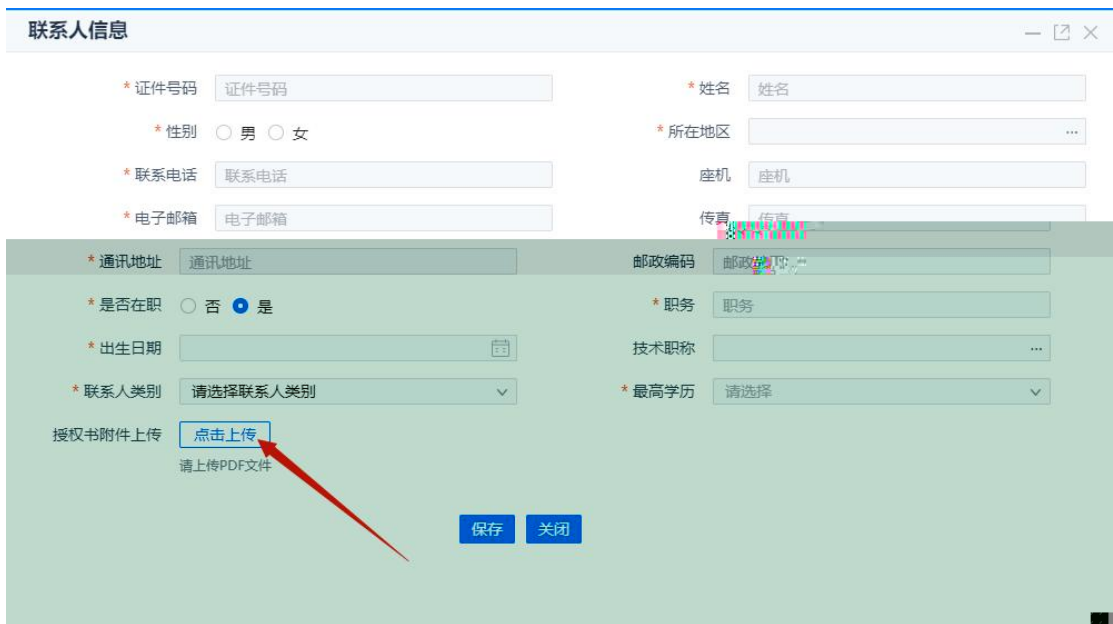 联系人信息
* 证件号码 证件号码 * 姓名 姓名
* 性别 男 女 * 所在地区 ...
* 联系电话 联系电话 座机 座机
* 电子邮箱 电子邮箱 传真 传真
* 通讯地址 通讯地址 邮政编码 邮政
* 是否在职 否 是 * 职务 职务
* 出生日期 技术职称 ...
* 联系人类别 请选择联系人类别 * 最高学历 请选择
授权书附件上传 点击上传
请上传PDF文件
保存 关闭